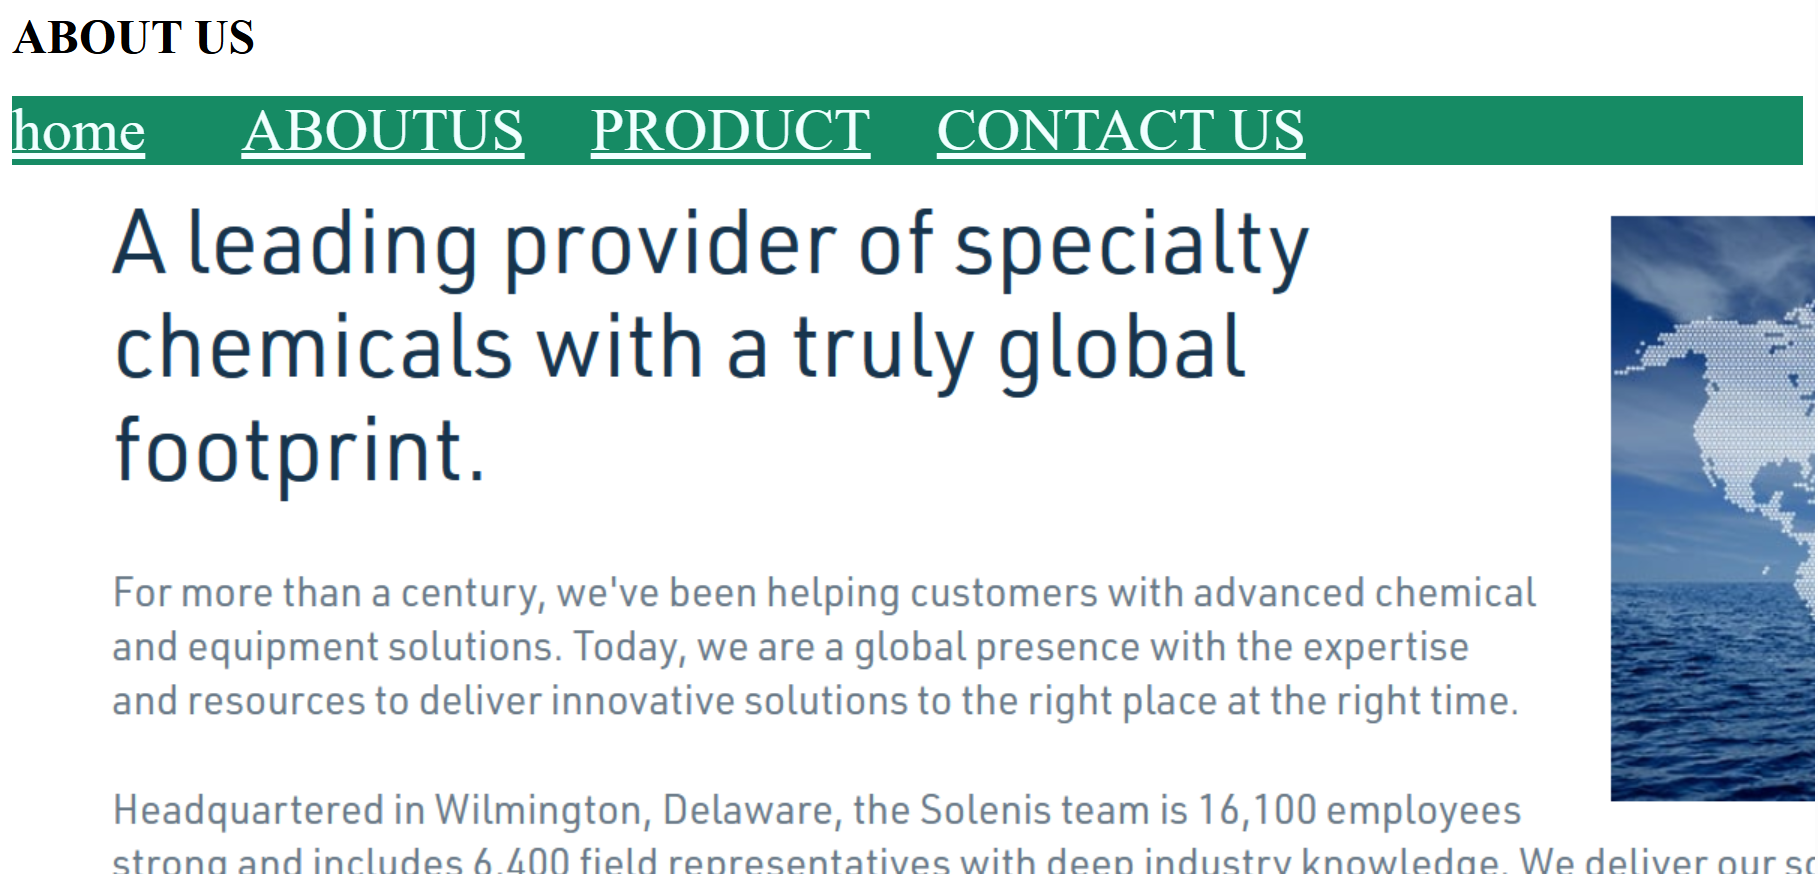 ABOUT US
home ABOUTUS PRODUCT CONTACT US
A leading provider of specialty
chemicals with a truly global
footprint.
For more than a century, we've been helping customers with advanced chemical
and equipment solutions. Today, we are a global presence with the expertise
and resources to deliver innovative solutions to the right place at the right time.
Headquartered in Wilmington, Delaware, the Solenis team is 16,100 employees
strong and includes 6,400 field representatives with deep industry knowledge. We deliver our